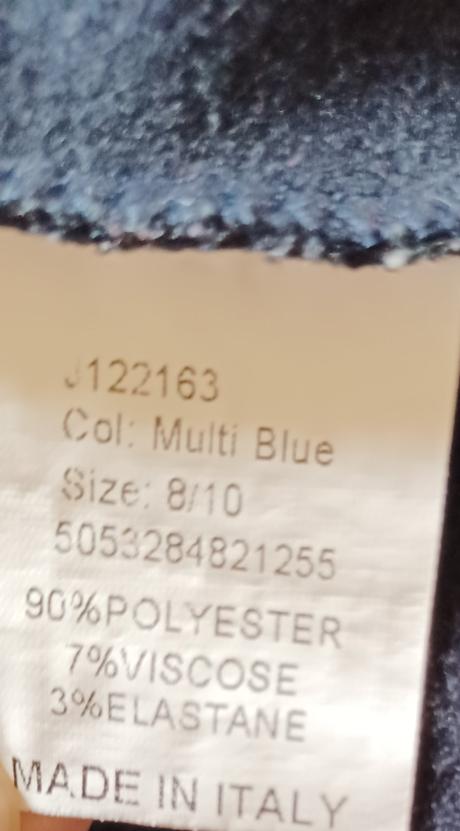 J122163
Col: Multi Blue
Size: 8/10
5053284821255
90%POLYESTER
7%VISCOSE
3%ELASTANE
MADE IN ITALY